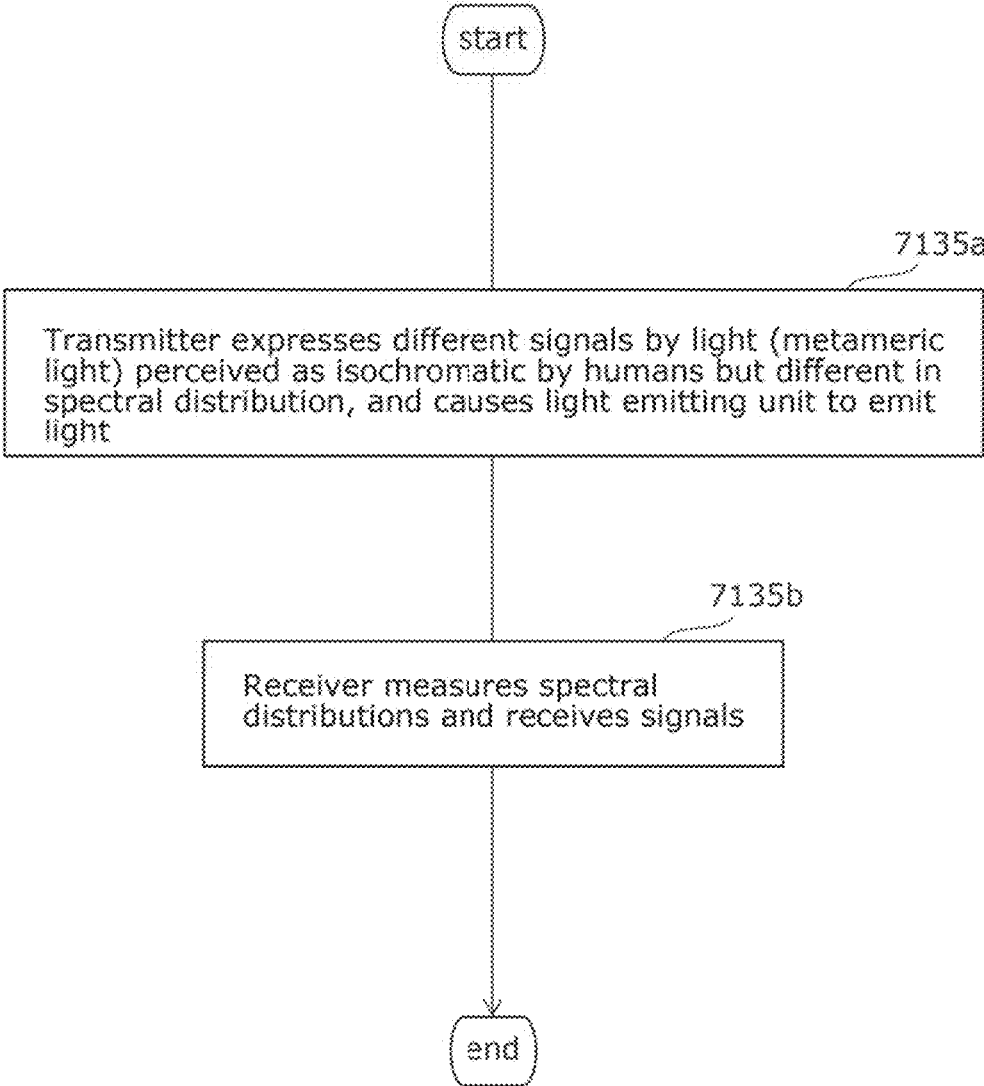 start
7135a
Transmitter expresses different signals by light (metameric
light) perceived as isochromatic by humans but different in
spectral distribution, and causes light emitting unit to emit
light
7135b
Receiver measures spectral
distributions and receives signals
end